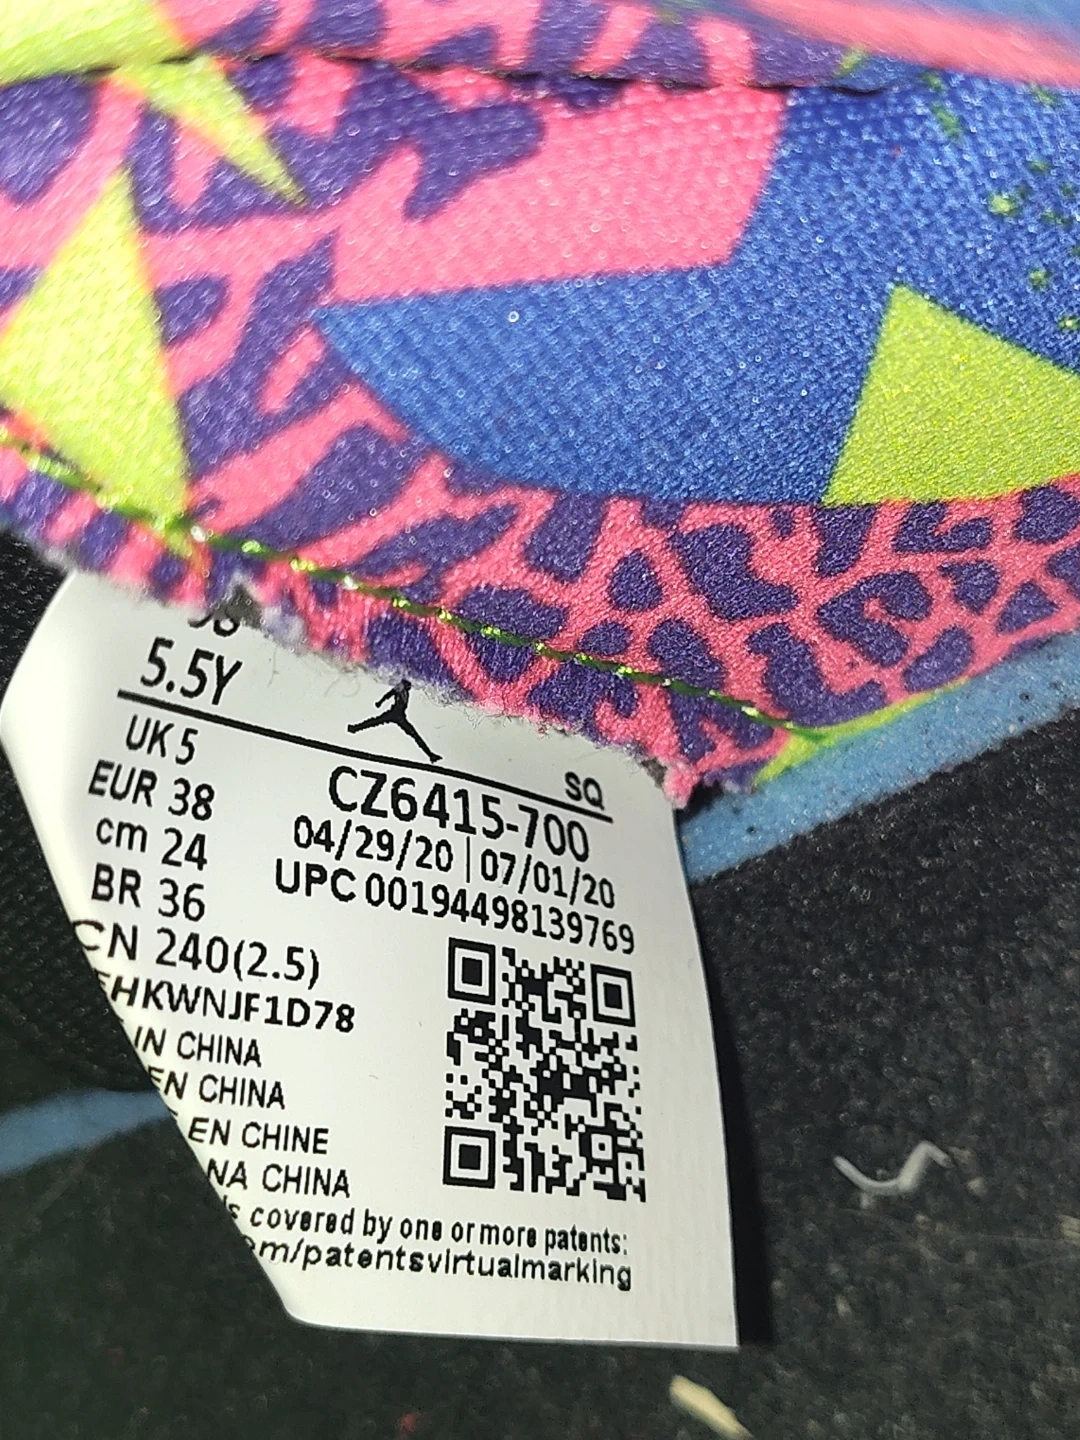 5.5Y
UK 5
EUR 38
cm 24
BR 36
CN 240(2.5)
HKWNJF1D78
IN CHINA
EN CHINA
EN CHINE
NA CHINA
SQ
CZ6415-700
04/29/20 | 07/01/20
UPC 00194498139769
covered by one or more patents:
om/patentsvirtualmarking